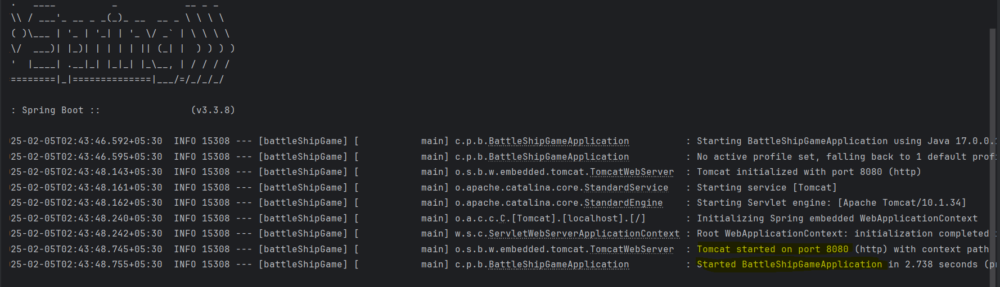 .   ____          _            __ _ _
\\ / ___'_ __ _ _(_)_ __  __ _ \ \ \ \
( )\___ | '_ | '_| | '_ \/ _` | \ \ \ \
\/  ___)| |_)| | | | | || (_| |  ) ) ) )
'  |____| .__|_| |_|_| |_\__, | / / / /
========|_|==============|___/=/_/_/_/
: Spring Boot ::                (v3.3.8)
25-02-05T02:43:46.592+05:30  INFO 15308 --- [battleShipGame] [           main] c.p.b.BattleShipGameApplication          : Starting BattleShipGameApplication using Java 17.0.0.
25-02-05T02:43:46.595+05:30  INFO 15308 --- [battleShipGame] [           main] c.p.b.BattleShipGameApplication          : No active profile set, falling back to 1 default prof
25-02-05T02:43:48.143+05:30  INFO 15308 --- [battleShipGame] [           main] o.s.b.w.embedded.tomcat.TomcatWebServer  : Tomcat initialized with port 8080 (http)
25-02-05T02:43:48.161+05:30  INFO 15308 --- [battleShipGame] [           main] o.apache.catalina.core.StandardService   : Starting service [Tomcat]
25-02-05T02:43:48.162+05:30  INFO 15308 --- [battleShipGame] [           main] o.apache.catalina.core.StandardEngine    : Starting Servlet engine: [Apache Tomcat/10.1.34]
25-02-05T02:43:48.240+05:30  INFO 15308 --- [battleShipGame] [           main] o.a.c.c.C.[Tomcat].[localhost].[/]       : Initializing Spring embedded WebApplicationContext
25-02-05T02:43:48.242+05:30  INFO 15308 --- [battleShipGame] [           main] w.s.c.ServletWebServerApplicationContext : Root WebApplicationContext: initialization completed
25-02-05T02:43:48.745+05:30  INFO 15308 --- [battleShipGame] [           main] o.s.b.w.embedded.tomcat.TomcatWebServer  : Tomcat started on port 8080 (http) with context path
25-02-05T02:43:48.755+05:30  INFO 15308 --- [battleShipGame] [           main] c.p.b.BattleShipGameApplication          : Started BattleShipGameApplication in 2.738 seconds (p